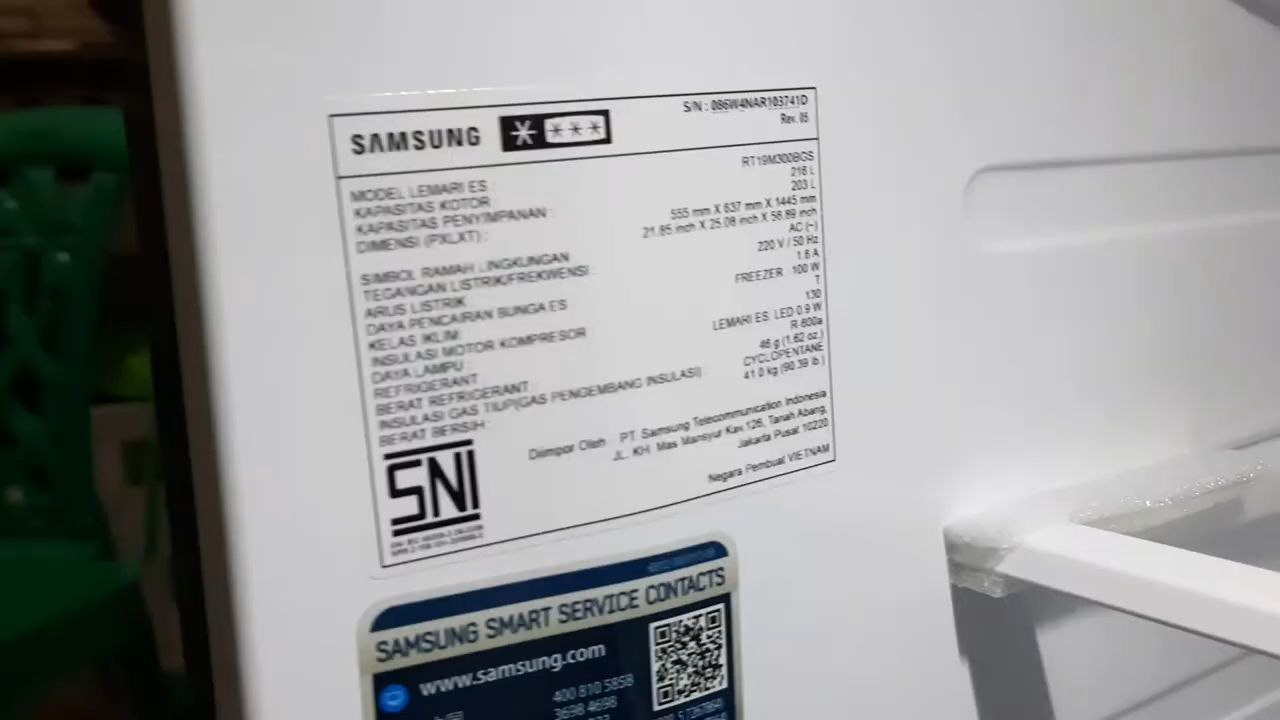 SAMSUNG
S/N : 086W4NAR103741D
Rev. 05
MODEL LEMARI ES : RT19M300BGS
KAPASITAS KOTOR 216 L
KAPASITAS PENYIMPANAN : 203 L
DIMENSI (PXLXT) : 555 mm X 637 mm X 1445 mm
21.85 inch X 25.08 inch X 56.89 inch
SIMBOL RAMAH LINGKUNGAN AC (~)
TEGANGAN LISTRIK/FREKWENSI : 220 V / 50 Hz
ARUS LISTRIK 1.6 A
DAYA PENCAIRAN BUNGA ES FREEZER : 100 W
KELAS IKLIM: T
INSULASI MOTOR KOMPRESOR 130
DAYA LAMPU : LEMARI ES: LED 0.9 W
REFRIGERANT R-600a
BERAT REFRIGERANT : 46 g (1.62 oz.)
INSULASI GAS TIUP(GAS PENGEMBANG INSULASI) : CYCLOPENTANE
BERAT BERSIH : 41.0 kg (90.39 lb.)
SNI
Diimpor Oleh PT. Samsung Telecommunication Indonesia
JL. KH. Mas Mansyur Kav.126, Tanah Abang,
Jakarta Pusat 10220
Negara Pembuat VIETNAM
SAMSUNG SMART SERVICE CONTACTS
www.samsung.com
400 810 5858
3698 4698